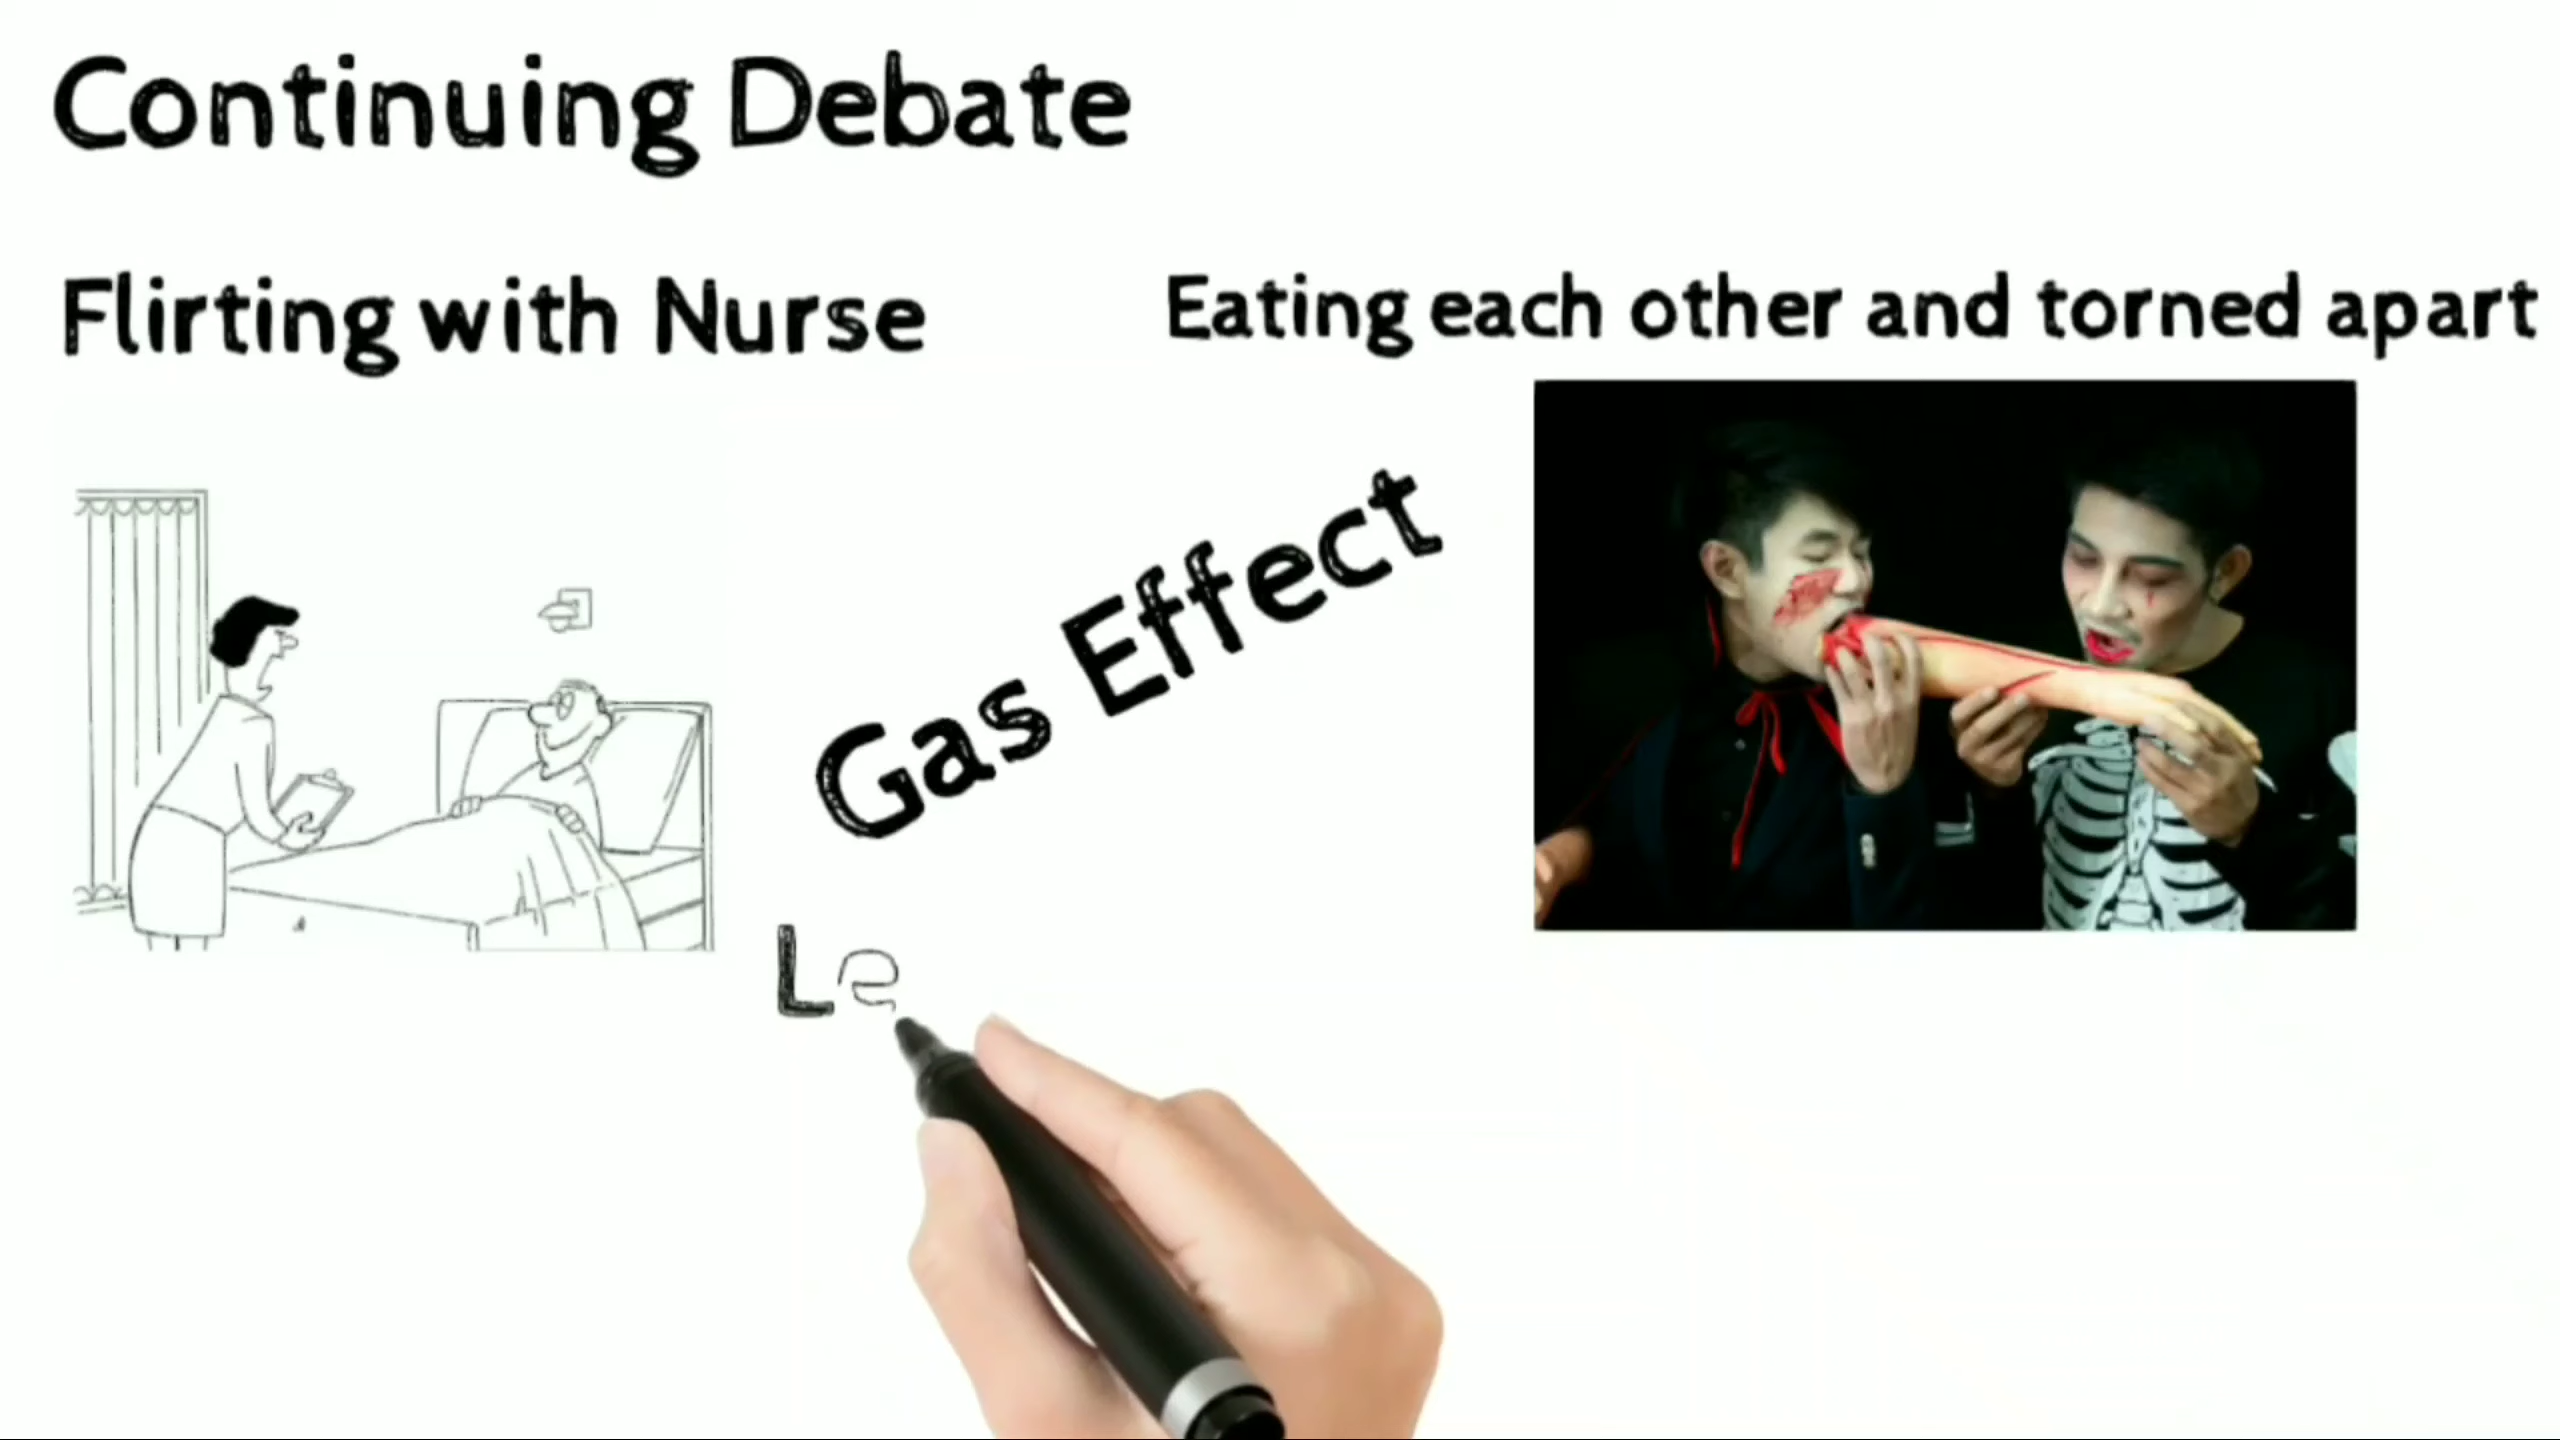 Continuing Debate
Flirting with Nurse
Eating each other and torned apart
Gas Effect
Le